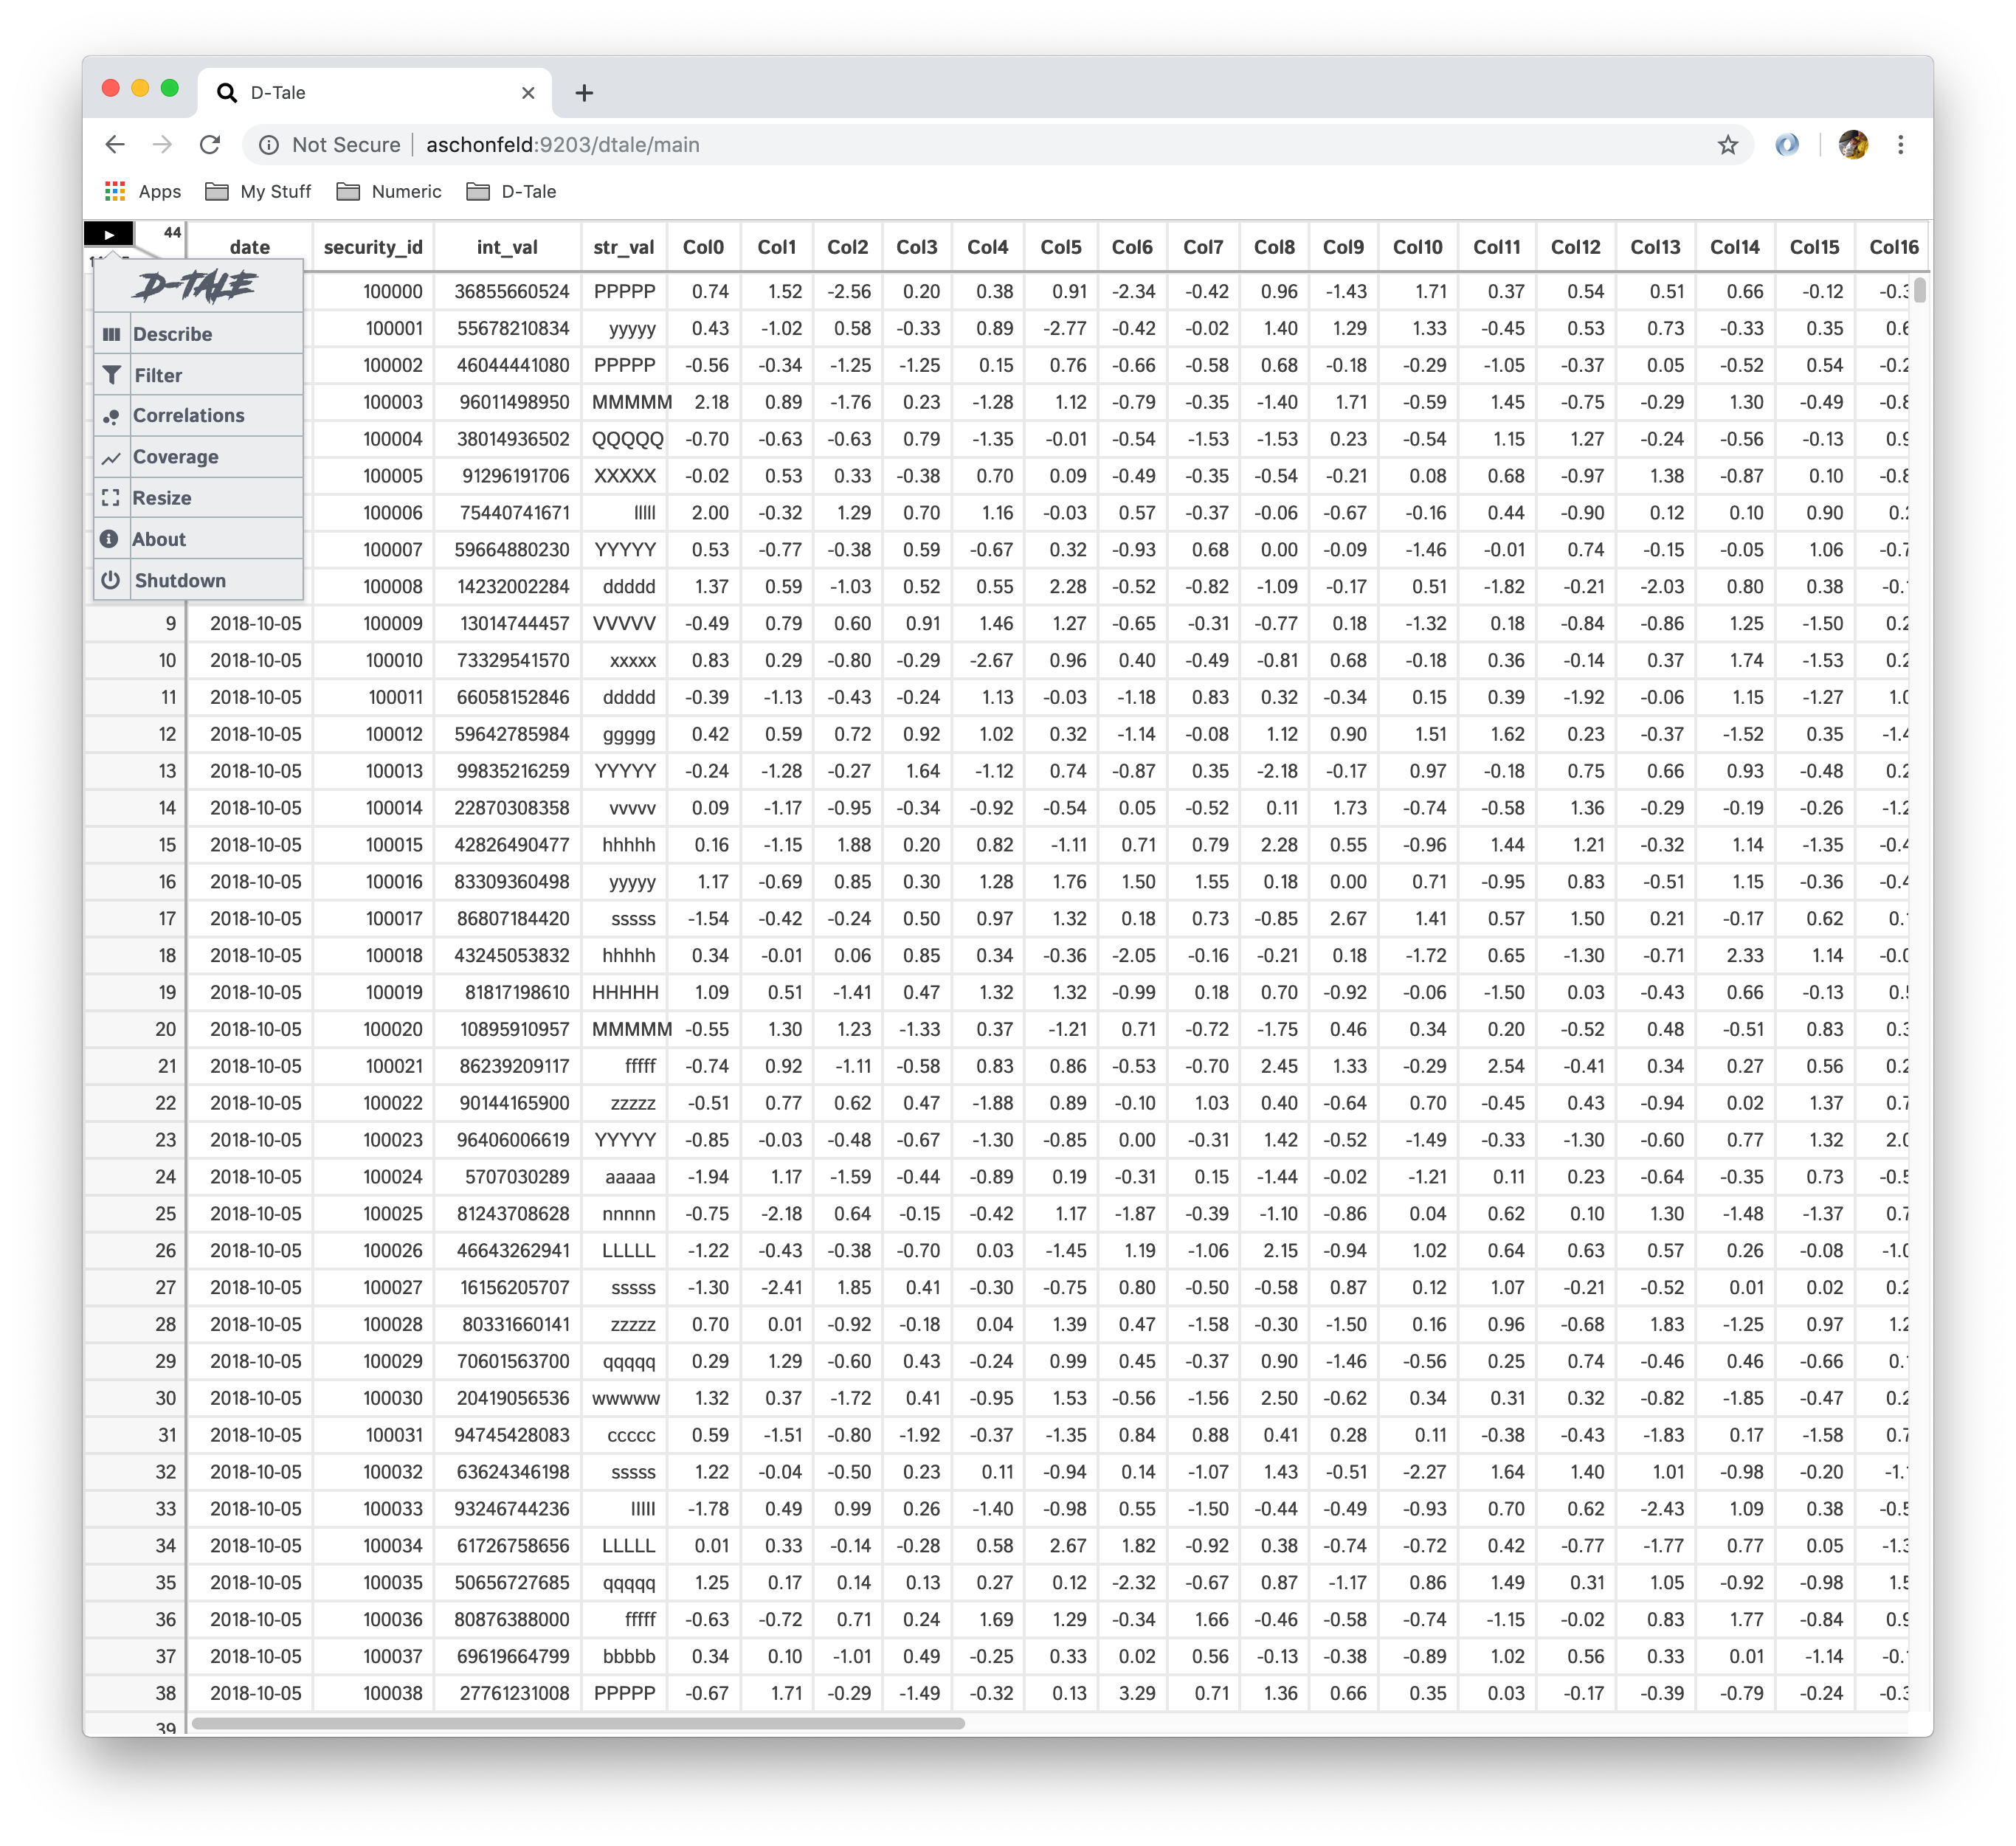 D-Tale
Not Secure aschonfeld:9203/dtale/main
Apps My Stuff Numeric D-Tale
44 date security_id int_val str_val Col0 Col1 Col2 Col3 Col4 Col5 Col6 Col7 Col8 Col9 Col10 Col11 Col12 Col13 Col14 Col15 Col16
D-TALE
Describe
Filter
Correlations
Coverage
Resize
About
Shutdown
100000 36855660524 PPPPP 0.74 1.52 -2.56 0.20 0.38 0.91 -2.34 -0.42 0.96 -1.43 1.71 0.37 0.54 0.51 0.66 -0.12
100001 55678210834 yyyyy 0.43 -1.02 0.58 -0.33 0.89 -2.77 -0.42 -0.02 1.40 1.29 1.33 -0.45 0.53 0.73 -0.33 0.35
100002 46044441080 PPPPP -0.56 -0.34 -1.25 -1.25 0.15 0.76 -0.66 -0.58 0.68 -0.18 -0.29 -1.05 -0.37 0.05 -0.52 0.54
100003 96011498950 MMMMM 2.18 0.89 -1.76 0.23 -1.28 1.12 -0.79 -0.35 -1.40 1.71 -0.59 1.45 -0.75 -0.29 1.30 -0.49
100004 38014936502 QQQQQ -0.70 -0.63 -0.63 0.79 -1.35 -0.01 -0.54 -1.53 -1.53 0.23 -0.54 1.15 1.27 -0.24 -0.56 -0.13
100005 91296191706 XXXXX -0.02 0.53 0.33 -0.38 0.70 0.09 -0.49 -0.35 -0.54 -0.21 0.08 0.68 -0.97 1.38 -0.87 0.10
100006 75440741671 lllll 2.00 -0.32 1.29 0.70 1.16 -0.03 0.57 -0.37 -0.06 -0.67 -0.16 0.44 -0.90 0.12 0.10 0.90
100007 59664880230 YYYYY 0.53 -0.77 -0.38 0.59 -0.67 0.32 -0.93 0.68 0.00 -0.09 -1.46 -0.01 0.74 -0.15 -0.05 1.06
100008 14232002284 ddddd 1.37 0.59 -1.03 0.52 0.55 2.28 -0.52 -0.82 -1.09 -0.17 0.51 -1.82 -0.21 -2.03 0.80 0.38
9 2018-10-05 100009 13014744457 VVVVV -0.49 0.79 0.60 0.91 1.46 1.27 -0.65 -0.31 -0.77 0.18 -1.32 0.18 -0.84 -0.86 1.25 -1.50
10 2018-10-05 100010 73329541570 xxxxx 0.83 0.29 -0.80 -0.29 -2.67 0.96 0.40 -0.49 -0.81 0.68 -0.18 0.36 -0.14 0.37 1.74 -1.53
11 2018-10-05 100011 66058152846 ddddd -0.39 -1.13 -0.43 -0.24 1.13 -0.03 -1.18 0.83 0.32 -0.34 0.15 0.39 -1.92 -0.06 1.15 -1.27
12 2018-10-05 100012 59642785984 ggggg 0.42 0.59 0.72 0.92 1.02 0.32 -1.14 -0.08 1.12 0.90 1.51 1.62 0.23 -0.37 -1.52 0.35
13 2018-10-05 100013 99835216259 YYYYY -0.24 -1.28 -0.27 1.64 -1.12 0.74 -0.87 0.35 -2.18 -0.17 0.97 -0.18 0.75 0.66 0.93 -0.48
14 2018-10-05 100014 22870308358 vvvvv 0.09 -1.17 -0.95 -0.34 -0.92 -0.54 0.05 -0.52 0.11 1.73 -0.74 -0.58 1.36 -0.29 -0.19 -0.26
15 2018-10-05 100015 42826490477 hhhhh 0.16 -1.15 1.88 0.20 0.82 -1.11 0.71 0.79 2.28 0.55 -0.96 1.44 1.21 -0.32 1.14 -1.35
16 2018-10-05 100016 83309360498 yyyyy 1.17 -0.69 0.85 0.30 1.28 1.76 1.50 1.55 0.18 0.00 0.71 -0.95 0.83 -0.51 1.15 -0.36
17 2018-10-05 100017 86807184420 sssss -1.54 -0.42 -0.24 0.50 0.97 1.32 0.18 0.73 -0.85 2.67 1.41 0.57 1.50 0.21 -0.17 0.62
18 2018-10-05 100018 43245053832 hhhhh 0.34 -0.01 0.06 0.85 0.34 -0.36 -2.05 -0.16 -0.21 0.18 -1.72 0.65 -1.30 -0.71 2.33 1.14
19 2018-10-05 100019 81817198610 HHHHH 1.09 0.51 -1.41 0.47 1.32 1.32 -0.99 0.18 0.70 -0.92 -0.06 -1.50 0.03 -0.43 0.66 -0.13
20 2018-10-05 100020 10895910957 MMMMM -0.55 1.30 1.23 -1.33 0.37 -1.21 0.71 -0.72 -1.75 0.46 0.34 0.20 -0.52 0.48 -0.51 0.83
21 2018-10-05 100021 86239209117 fffff -0.74 0.92 -1.11 -0.58 0.83 0.86 -0.53 -0.70 2.45 1.33 -0.29 2.54 -0.41 0.34 0.27 0.56
22 2018-10-05 100022 90144165900 zzzzz -0.51 0.77 0.62 0.47 -1.88 0.89 -0.10 1.03 0.40 -0.64 0.70 -0.45 0.43 -0.94 0.02 1.37
23 2018-10-05 100023 96406006619 YYYYY -0.85 -0.03 -0.48 -0.67 -1.30 -0.85 0.00 -0.31 1.42 -0.52 -1.49 -0.33 -1.30 -0.60 0.77 1.32
24 2018-10-05 100024 5707030289 aaaaa -1.94 1.17 -1.59 -0.44 -0.89 0.19 -0.31 0.15 -1.44 -0.02 -1.21 0.11 0.23 -0.64 -0.35 0.73
25 2018-10-05 100025 81243708628 nnnnn -0.75 -2.18 0.64 -0.15 -0.42 1.17 -1.87 -0.39 -1.10 -0.86 0.04 0.62 0.10 1.30 -1.48 -1.37
26 2018-10-05 100026 46643262941 LLLLL -1.22 -0.43 -0.38 -0.70 0.03 -1.45 1.19 -1.06 2.15 -0.94 1.02 0.64 0.63 0.57 0.26 -0.08
27 2018-10-05 100027 16156205707 sssss -1.30 -2.41 1.85 0.41 -0.30 -0.75 0.80 -0.50 -0.58 0.87 0.12 1.07 -0.21 -0.52 0.01 0.02
28 2018-10-05 100028 80331660141 zzzzz 0.70 0.01 -0.92 -0.18 0.04 1.39 0.47 -1.58 -0.30 -1.50 0.16 0.96 -0.68 1.83 -1.25 0.97
29 2018-10-05 100029 70601563700 qqqqq 0.29 1.29 -0.60 0.43 -0.24 0.99 0.45 -0.37 0.90 -1.46 -0.56 0.25 0.74 -0.46 0.46 -0.66
30 2018-10-05 100030 20419056536 wwwww 1.32 0.37 -1.72 0.41 -0.95 1.53 -0.56 -1.56 2.50 -0.62 0.34 0.31 0.32 -0.82 -1.85 -0.47
31 2018-10-05 100031 94745428083 ccccc 0.59 -1.51 -0.80 -1.92 -0.37 -1.35 0.84 0.88 0.41 0.28 0.11 -0.38 -0.43 -1.83 0.17 -1.58
32 2018-10-05 100032 63624346198 sssss 1.22 -0.04 -0.50 0.23 0.11 -0.94 0.14 -1.07 1.43 -0.51 -2.27 1.64 1.40 1.01 -0.98 -0.20
33 2018-10-05 100033 93246744236 lllll -1.78 0.49 0.99 0.26 -1.40 -0.98 0.55 -1.50 -0.44 -0.49 -0.93 0.70 0.62 -2.43 1.09 0.38
34 2018-10-05 100034 61726758656 LLLLL 0.01 0.33 -0.14 -0.28 0.58 2.67 1.82 -0.92 0.38 -0.74 -0.72 0.42 -0.77 -1.77 0.77 0.05
35 2018-10-05 100035 50656727685 qqqqq 1.25 0.17 0.14 0.13 0.27 0.12 -2.32 -0.67 0.87 -1.17 0.86 1.49 0.31 1.05 -0.92 -0.98
36 2018-10-05 100036 80876388000 fffff -0.63 -0.72 0.71 0.24 1.69 1.29 -0.34 1.66 -0.46 -0.58 -0.74 -1.15 -0.02 0.83 1.77 -0.84
37 2018-10-05 100037 69619664799 bbbbb 0.34 0.10 -1.01 0.49 -0.25 0.33 0.02 0.56 -0.13 -0.38 -0.89 1.02 0.56 0.33 0.01 -1.14
38 2018-10-05 100038 27761231008 PPPPP -0.67 1.71 -0.29 -1.49 -0.32 0.13 3.29 0.71 1.36 0.66 0.35 0.03 -0.17 -0.39 -0.79 -0.24
39